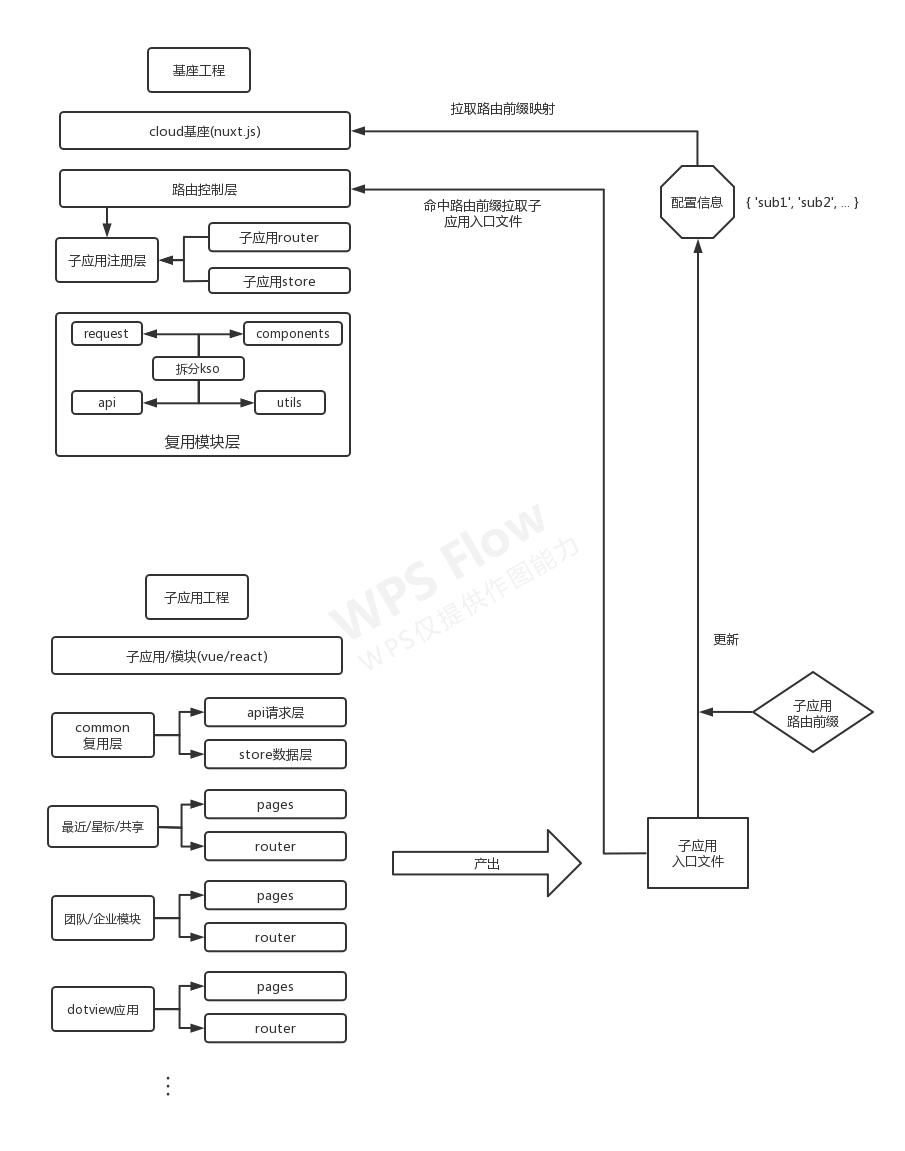 基座工程
cloud基座(nuxt.js)
拉取路由前缀映射
路由控制层
命中路由前缀拉取子
应用入口文件
配置信息
{ 'sub1', 'sub2', ... }
子应用注册层
子应用router
子应用store
request
components
拆分kso
api
utils
复用模块层
WPS Flow
WPS仅提供作图能力
子应用工程
子应用/模块(vue/react)
更新
子应用
路由前缀
common
复用层
api请求层
store数据层
最近/星标/共享
pages
router
产出
子应用
入口文件
团队/企业模块
pages
router
dotview应用
pages
router